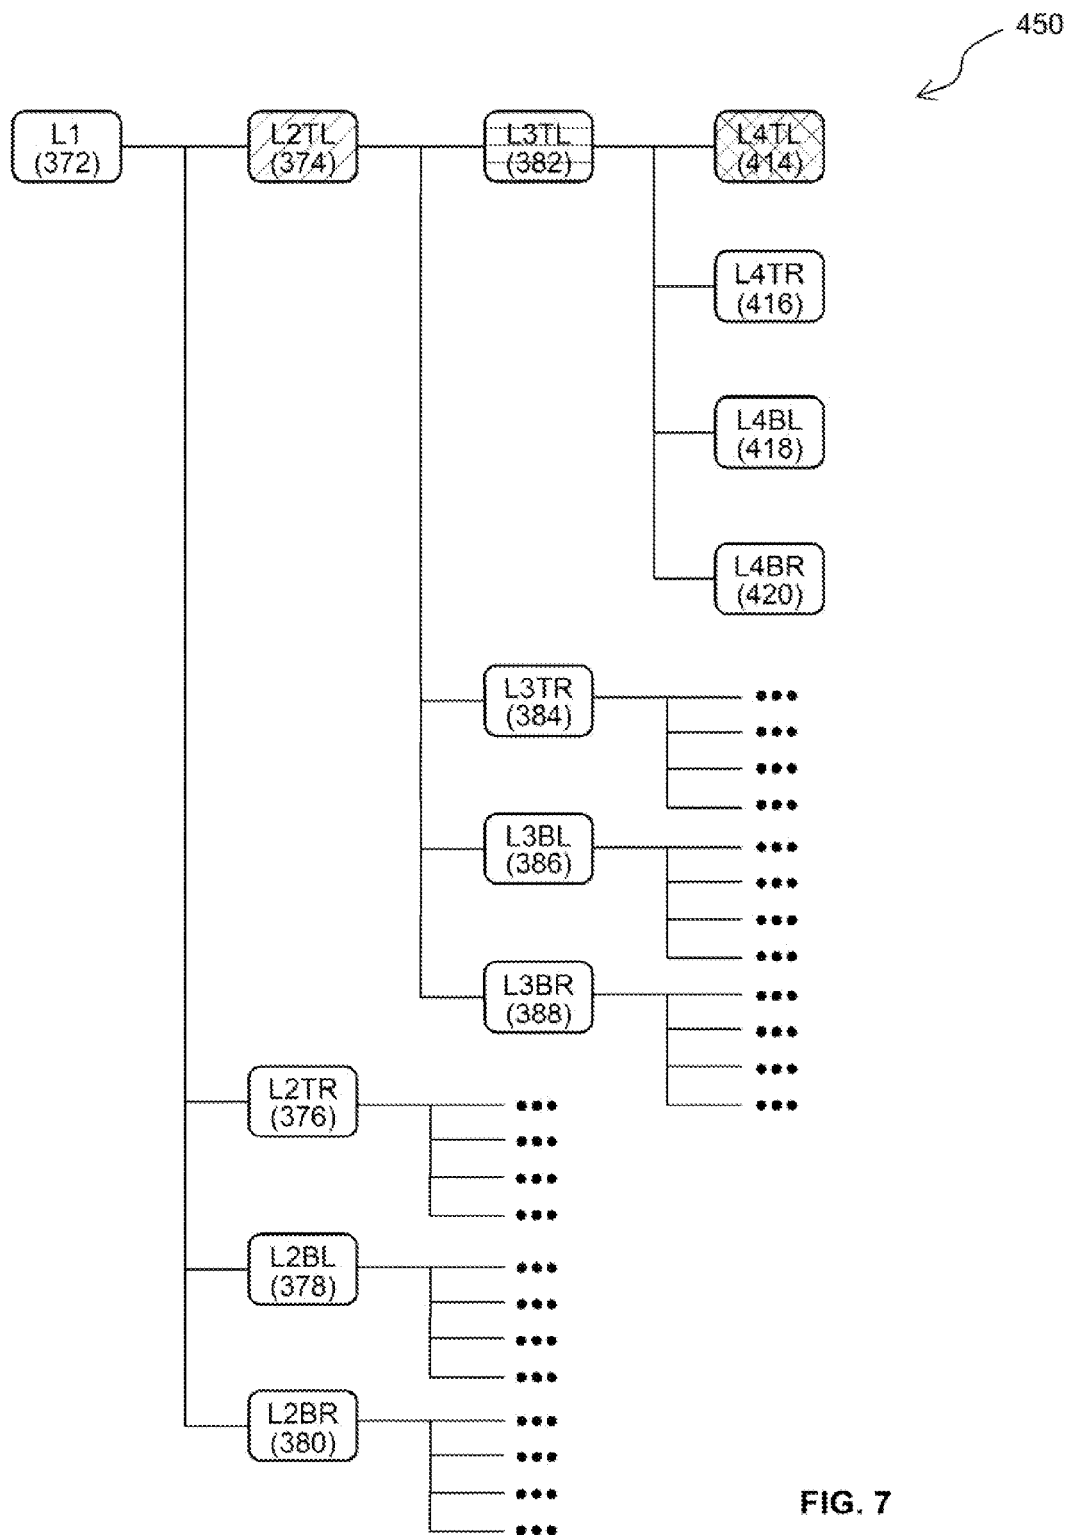 450
L1
(372)
L2TL
(374)
L3TL
(382)
L4TL
(414)
L4TR
(416)
L4BL
(418)
L4BR
(420)
L3TR
(384)
L3BL
(386)
L3BR
(388)
L2TR
(376)
L2BL
(378)
L2BR
(380)
FIG. 7